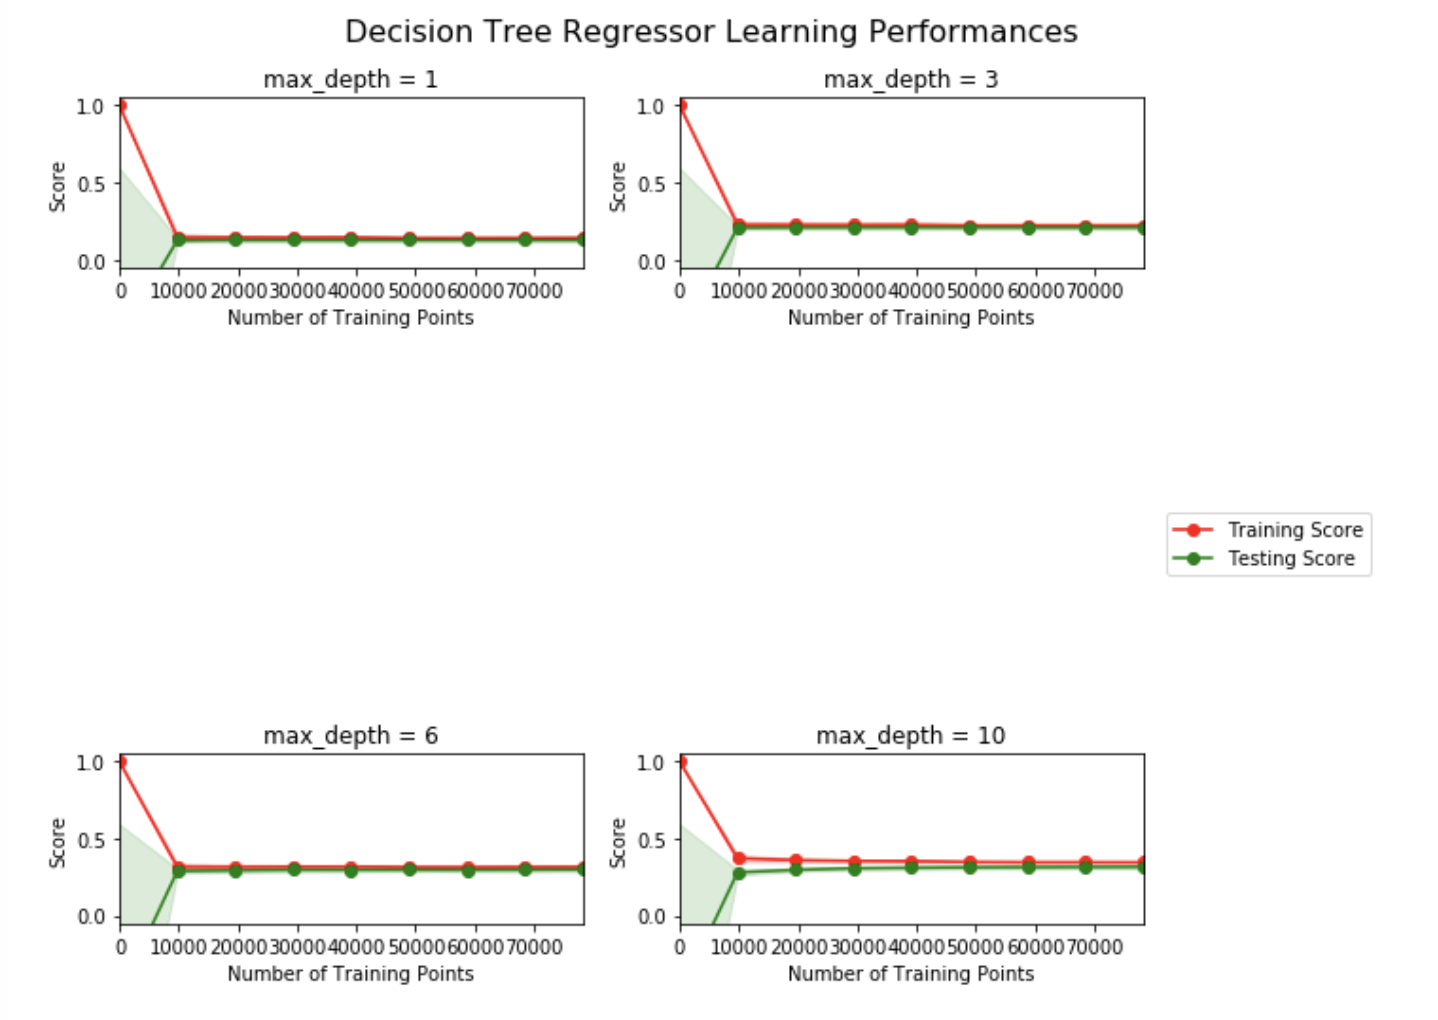 Decision Tree Regressor Learning Performances
max_depth = 1
1.0
0.5
0.0
Score
0 10000 20000 30000 40000 50000 60000 70000
Number of Training Points
max_depth = 3
1.0
0.5
0.0
Score
0 10000 20000 30000 40000 50000 60000 70000
Number of Training Points
Training Score
Testing Score
max_depth = 6
1.0
0.5
0.0
Score
0 10000 20000 30000 40000 50000 60000 70000
Number of Training Points
max_depth = 10
1.0
0.5
0.0
Score
0 10000 20000 30000 40000 50000 60000 70000
Number of Training Points